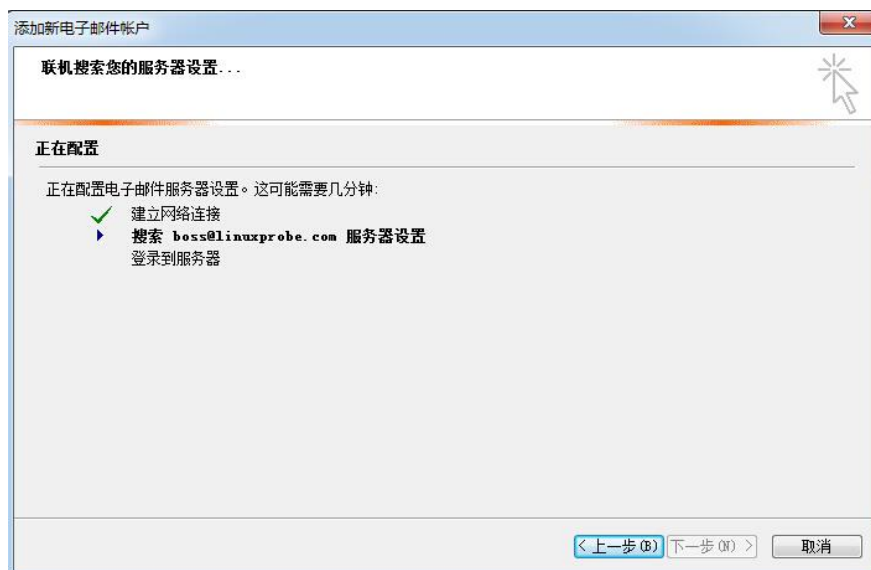 添加新电子邮件帐户
联机搜索您的服务器设置...
正在配置
正在配置电子邮件服务器设置。这可能需要几分钟:
建立网络连接
搜索 boss@linuxprobe.com 服务器设置
登录到服务器
< 上一步(B) 下一步(N) > 取消